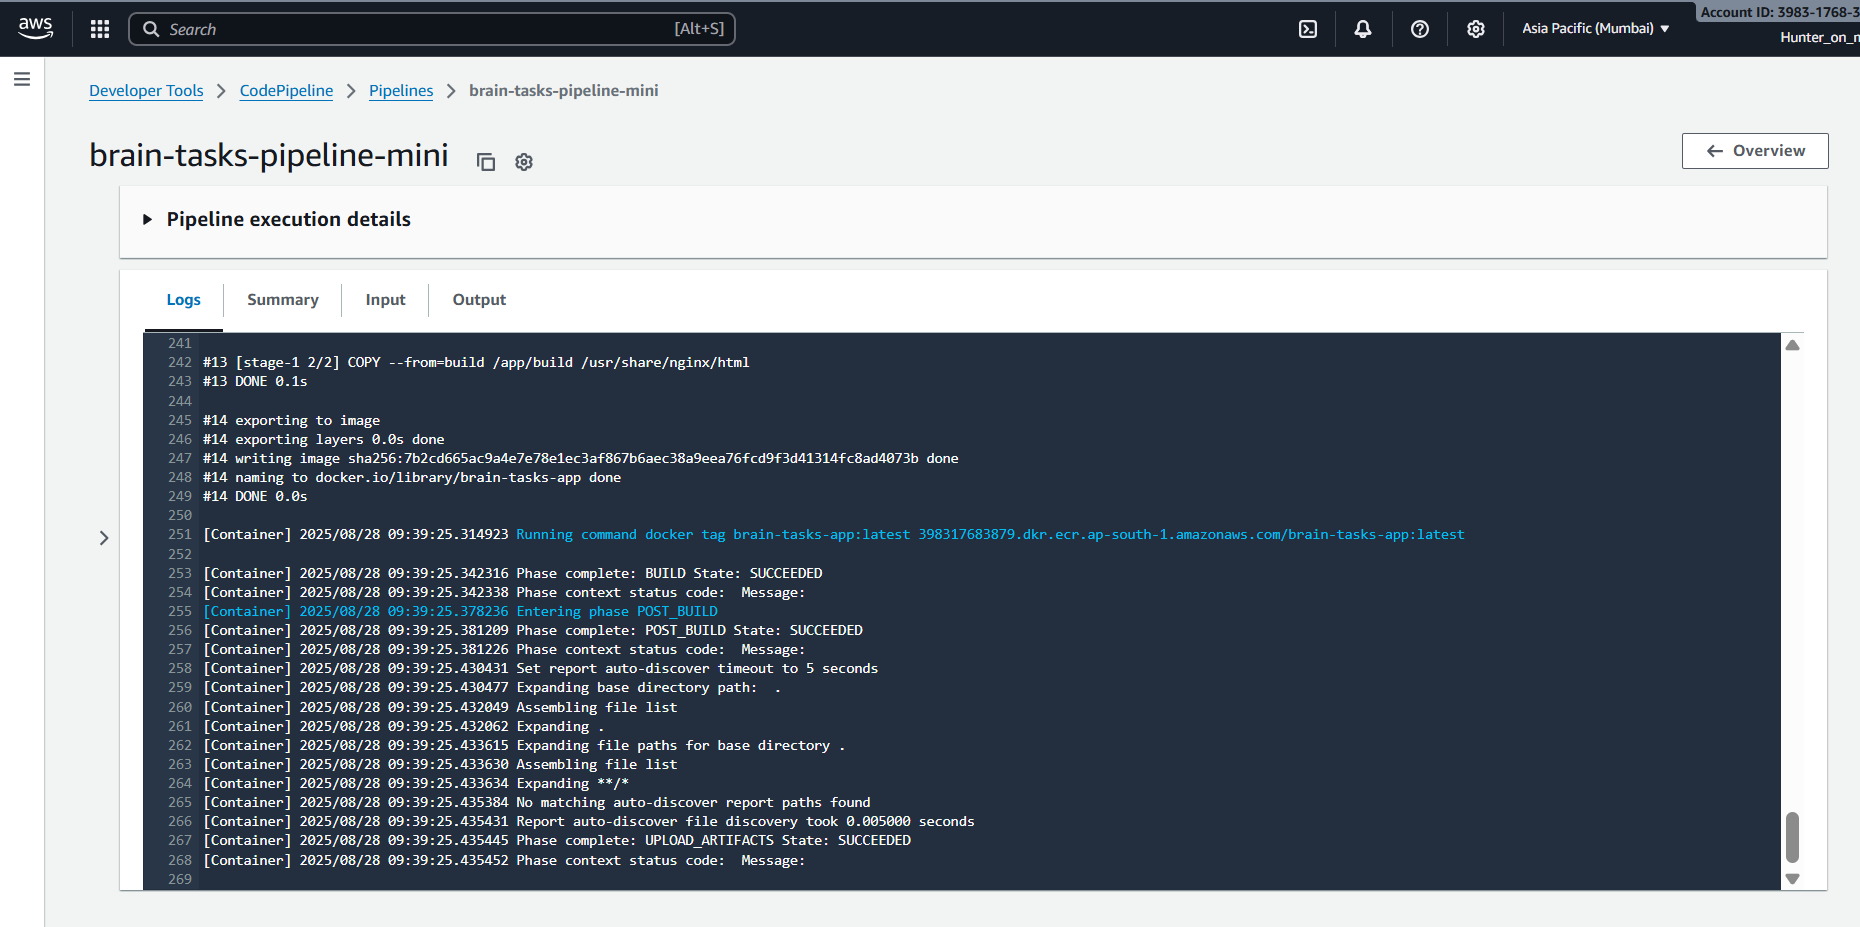 aws
Search
[Alt+S]
Asia Pacific (Mumbai)
Account ID: 3983-1768-3
Hunter_on_
Developer Tools
CodePipeline
Pipelines
brain-tasks-pipeline-mini
brain-tasks-pipeline-mini
Overview
Pipeline execution details
Logs
Summary
Input
Output
241
242 #13 [stage-1 2/2] COPY --from=build /app/build /usr/share/nginx/html
243 #13 DONE 0.1s
244
245 #14 exporting to image
246 #14 exporting layers 0.0s done
247 #14 writing image sha256:7b2cd665ac9a4e7e78e1ec3af867b6aec38a9eea76fcd9f3d41314fc8ad4073b done
248 #14 naming to docker.io/library/brain-tasks-app done
249 #14 DONE 0.0s
250
251 [Container] 2025/08/28 09:39:25.314923 Running command docker tag brain-tasks-app:latest 398317683879.dkr.ecr.ap-south-1.amazonaws.com/brain-tasks-app:latest
252
253 [Container] 2025/08/28 09:39:25.342316 Phase complete: BUILD State: SUCCEEDED
254 [Container] 2025/08/28 09:39:25.342338 Phase context status code:  Message:
255 [Container] 2025/08/28 09:39:25.378236 Entering phase POST_BUILD
256 [Container] 2025/08/28 09:39:25.381209 Phase complete: POST_BUILD State: SUCCEEDED
257 [Container] 2025/08/28 09:39:25.381226 Phase context status code:  Message:
258 [Container] 2025/08/28 09:39:25.430431 Set report auto-discover timeout to 5 seconds
259 [Container] 2025/08/28 09:39:25.430477 Expanding base directory path:  .
260 [Container] 2025/08/28 09:39:25.432049 Assembling file list
261 [Container] 2025/08/28 09:39:25.432062 Expanding .
262 [Container] 2025/08/28 09:39:25.433615 Expanding file paths for base directory .
263 [Container] 2025/08/28 09:39:25.433630 Assembling file list
264 [Container] 2025/08/28 09:39:25.433634 Expanding **/*
265 [Container] 2025/08/28 09:39:25.435384 No matching auto-discover report paths found
266 [Container] 2025/08/28 09:39:25.435431 Report auto-discover file discovery took 0.005000 seconds
267 [Container] 2025/08/28 09:39:25.435445 Phase complete: UPLOAD_ARTIFACTS State: SUCCEEDED
268 [Container] 2025/08/28 09:39:25.435452 Phase context status code:  Message:
269